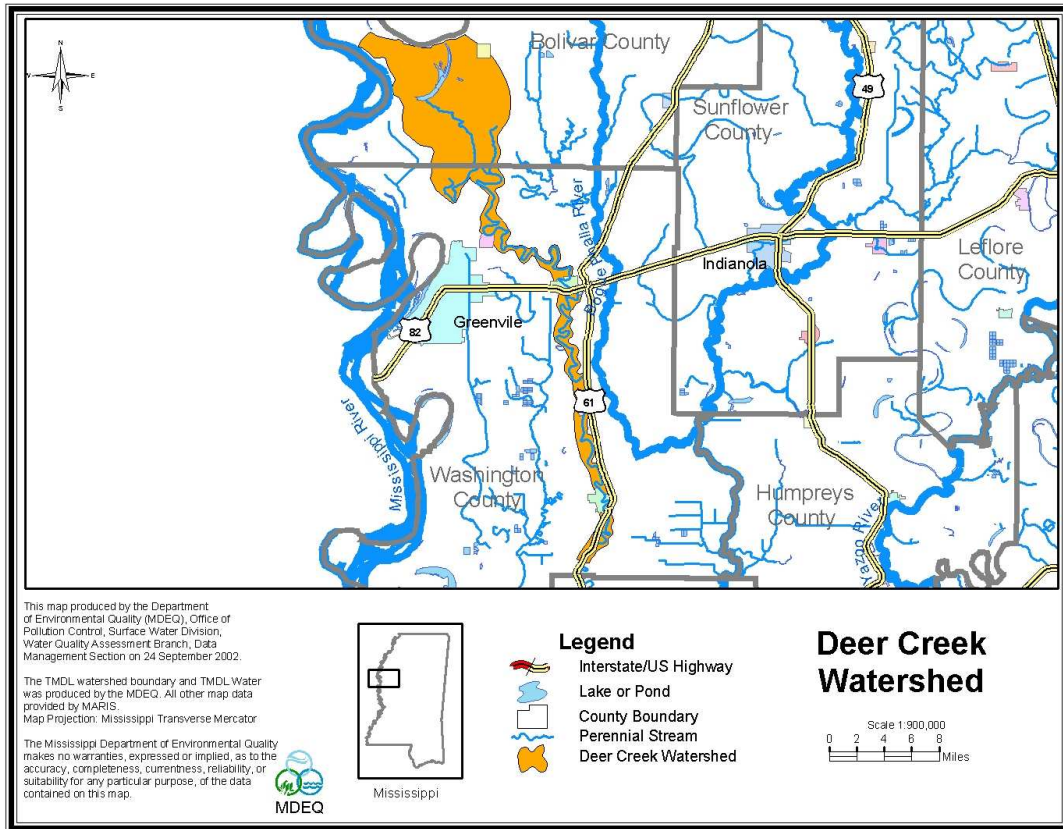 N
W E
S
Bolivar County
Sunflower
County
49
Bogue Phalia River
Leflore
County
Indianola
82
Greenvile
61
Mississippi River
Washington
County
Humpreys
County
Yazoo River
This map produced by the Department
of Environmental Quality (MDEQ), Office of
Pollution Control, Surface Water Division,
Water Quality Assessment Branch, Data
Management Section on 24 September 2002.
The TMDL watershed boundary and TMDL Water
was produced by the MDEQ. All other map data
provided by MARIS.
Map Projection: Mississippi Transverse Mercator
The Mississippi Department of Environmental Quality
makes no warranties, expressed or implied, as to the
accuracy, completeness, currentness, reliability, or
suitability for any particular purpose, of the data
contained on this map.
MDEQ
Mississippi
Legend
Interstate/US Highway
Lake or Pond
County Boundary
Perennial Stream
Deer Creek Watershed
Deer Creek
Watershed
Scale 1:900,000
0 2 4 6 8
Miles